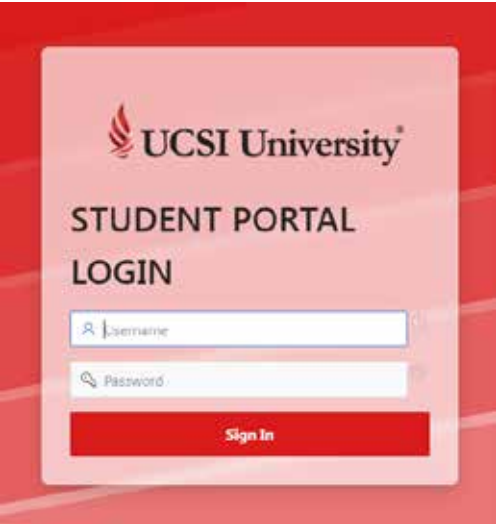 UCSI University
STUDENT PORTAL
LOGIN
Username
Password
Sign In